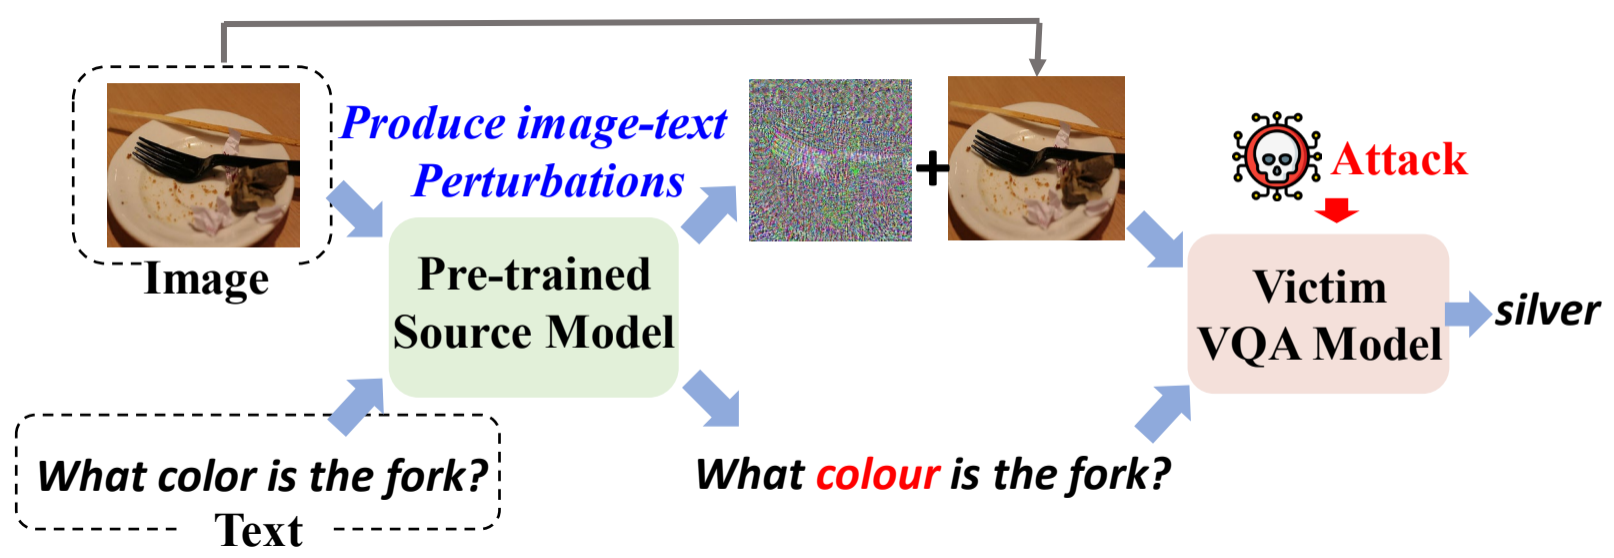 Produce image-text
Perturbations
+
Attack
Image
Pre-trained
Source Model
Victim
VQA Model
silver
What color is the fork?
Text
What colour is the fork?